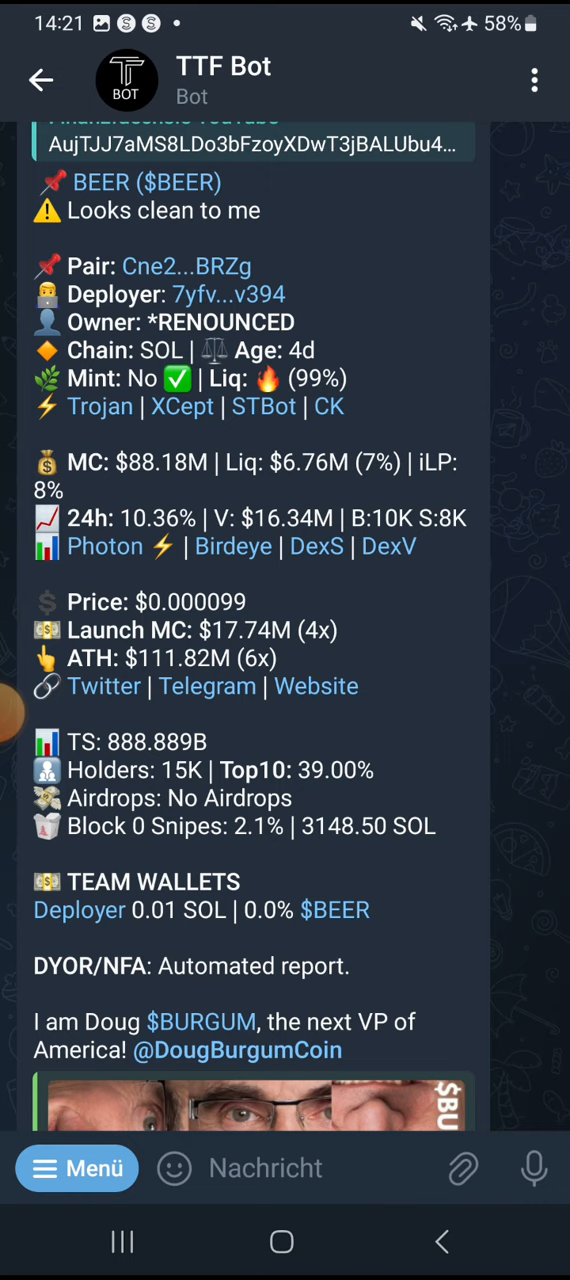 14:21
58%
TTF Bot
Bot
BOT
AujTJJ7aMS8LDo3bFzoyXDwT3jBALUbu4...
📌 BEER ($BEER)
⚠️ Looks clean to me
📌 Pair: Cne2...BRZg
👨‍💻 Deployer: 7yfv...v394
👤 Owner: *RENOUNCED
🔸 Chain: SOL | ⚖️ Age: 4d
🌿 Mint: No ✅ | Liq: 🔥 (99%)
⚡ Trojan | XCept | STBot | CK
💰 MC: $88.18M | Liq: $6.76M (7%) | iLP:
8%
📈 24h: 10.36% | V: $16.34M | B:10K S:8K
📊 Photon ⚡ | Birdeye | DexS | DexV
💲 Price: $0.000099
💵 Launch MC: $17.74M (4x)
👆 ATH: $111.82M (6x)
🔗 Twitter | Telegram | Website
📊 TS: 888.889B
👥 Holders: 15K | Top10: 39.00%
💸 Airdrops: No Airdrops
🥡 Block 0 Snipes: 2.1% | 3148.50 SOL
💵 TEAM WALLETS
Deployer 0.01 SOL | 0.0% $BEER
DYOR/NFA: Automated report.
I am Doug $BURGUM, the next VP of
America! @DougBurgumCoin
$BU
Menü
Nachricht